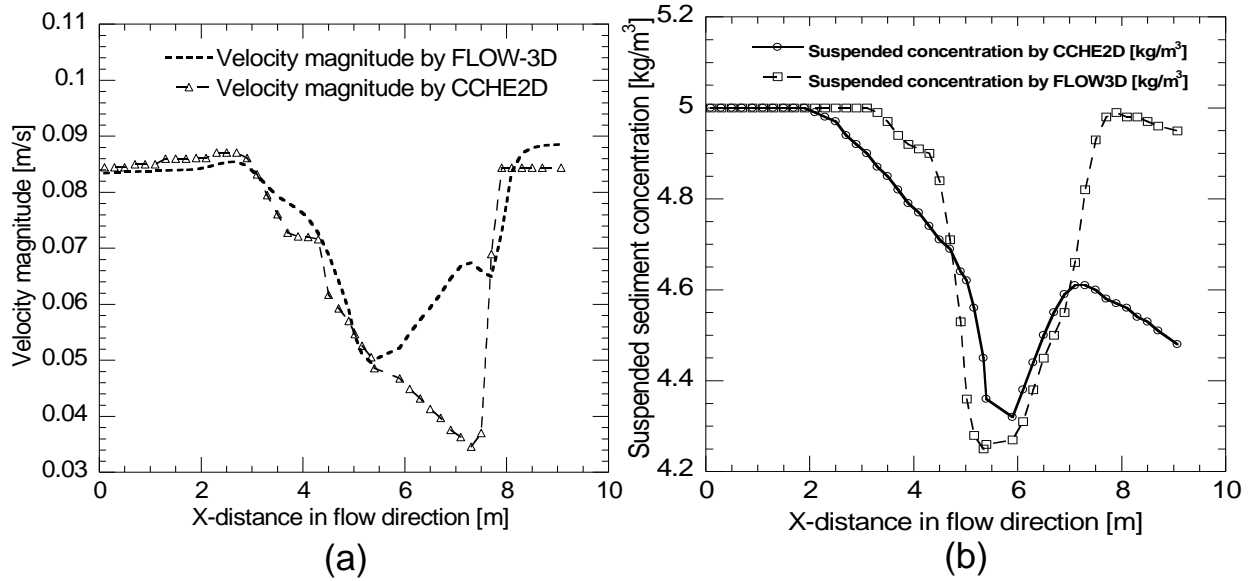 0.11
0.1
0.09
0.08
0.07
0.06
0.05
0.04
0.03
Velocity magnitude [m/s]
Velocity magnitude by FLOW-3D
Velocity magnitude by CCHE2D
0 2 4 6 8 10
X-distance in flow direction [m]
(a)
5.2
5
4.8
4.6
4.4
4.2
Suspended sediment concentration [kg/m³]
Suspended concentration by CCHE2D [kg/m³]
Suspended concentration by FLOW3D [kg/m³]
0 2 4 6 8 10
X-distance in flow direction [m]
(b)